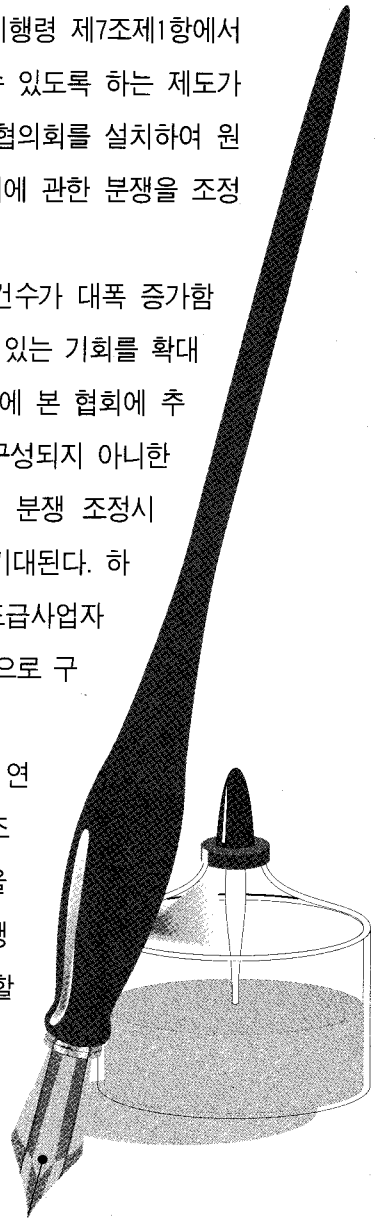 시행령 제7조제1항에서
수 있도록 하는 제도가
협의회를 설치하여 원
에 관한 분쟁을 조정
건수가 대폭 증가함
있는 기회를 확대
에 본 협회에 추
구성되지 아니한
분쟁 조정시
기대된다. 하
도급사업자
으로 구
연
을
할